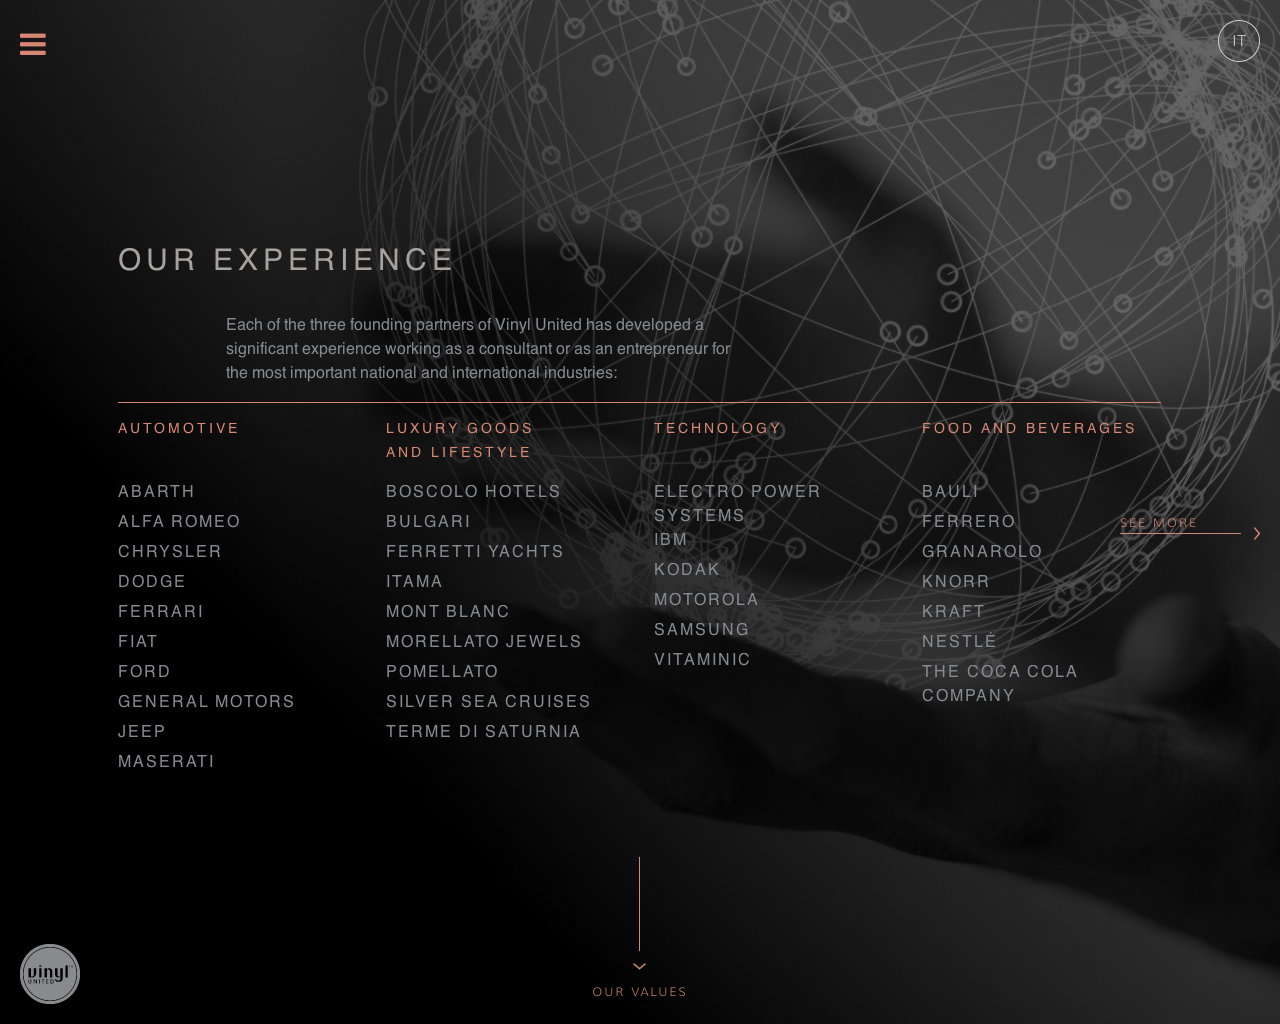 IT
OUR EXPERIENCE
Each of the three founding partners of Vinyl United has developed a
significant experience working as a consultant or as an entrepreneur for
the most important national and international industries:
AUTOMOTIVE
ABARTH
ALFA ROMEO
CHRYSLER
DODGE
FERRARI
FIAT
FORD
GENERAL MOTORS
JEEP
MASERATI
LUXURY GOODS
AND LIFESTYLE
BOSCOLO HOTELS
BULGARI
FERRETTI YACHTS
ITAMA
MONT BLANC
MORELLATO JEWELS
POMELLATO
SILVER SEA CRUISES
TERME DI SATURNIA
TECHNOLOGY
ELECTRO POWER
SYSTEMS
IBM
KODAK
MOTOROLA
SAMSUNG
VITAMINIC
FOOD AND BEVERAGES
BAULI
FERRERO
GRANAROLO
KNORR
KRAFT
NESTLÉ
THE COCA COLA
COMPANY
SEE MORE
vinyl
UNITED
OUR VALUES